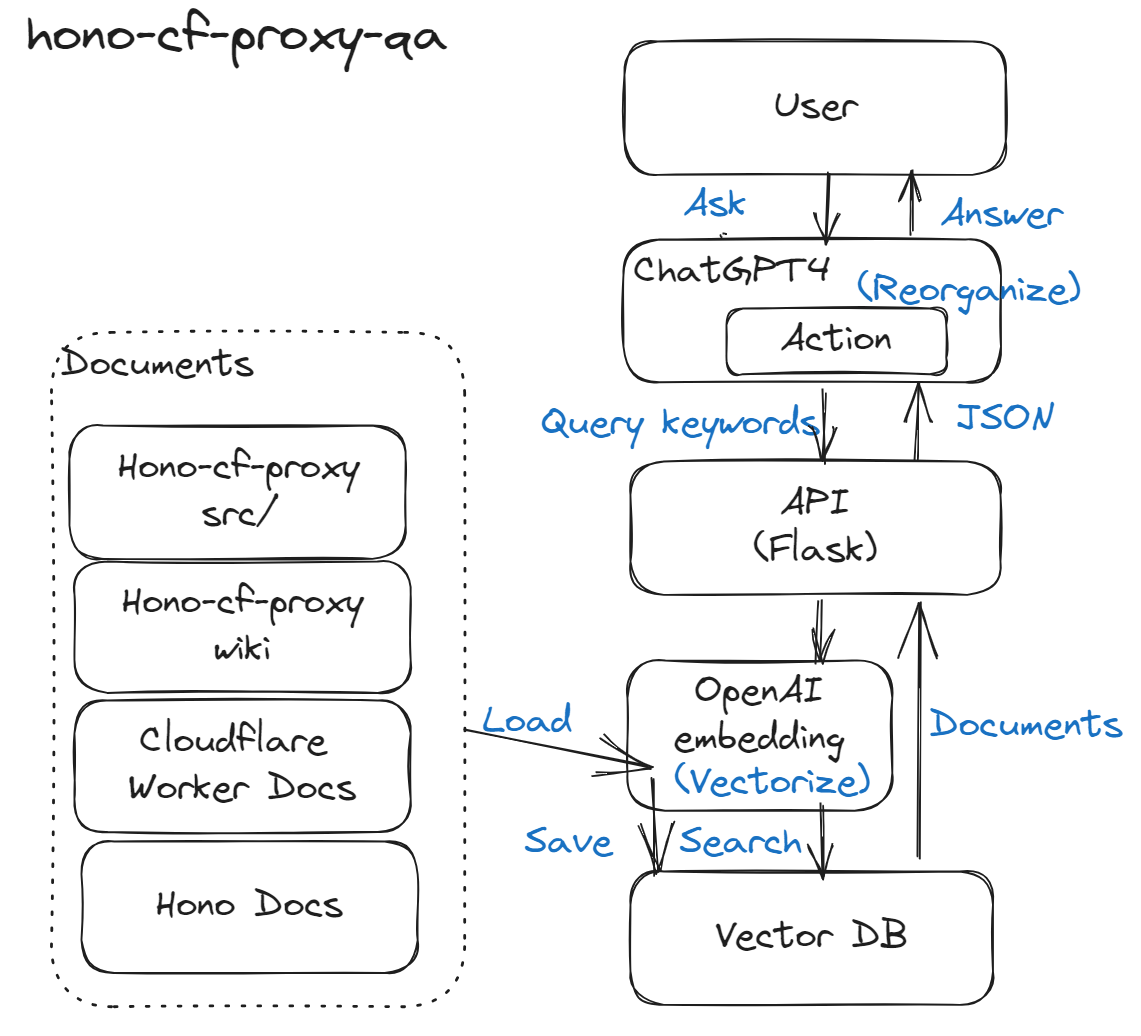 hono-cf-proxy-qa
User
Ask
Answer
ChatGPT4
(Reorganize)
Action
Query keywords
JSON
API
(Flask)
OpenAI
embedding
(Vectorize)
Documents
Load
Save
Search
Vector DB
Documents
Hono-cf-proxy
src/
Hono-cf-proxy
wiki
Cloudflare
Worker Docs
Hono Docs